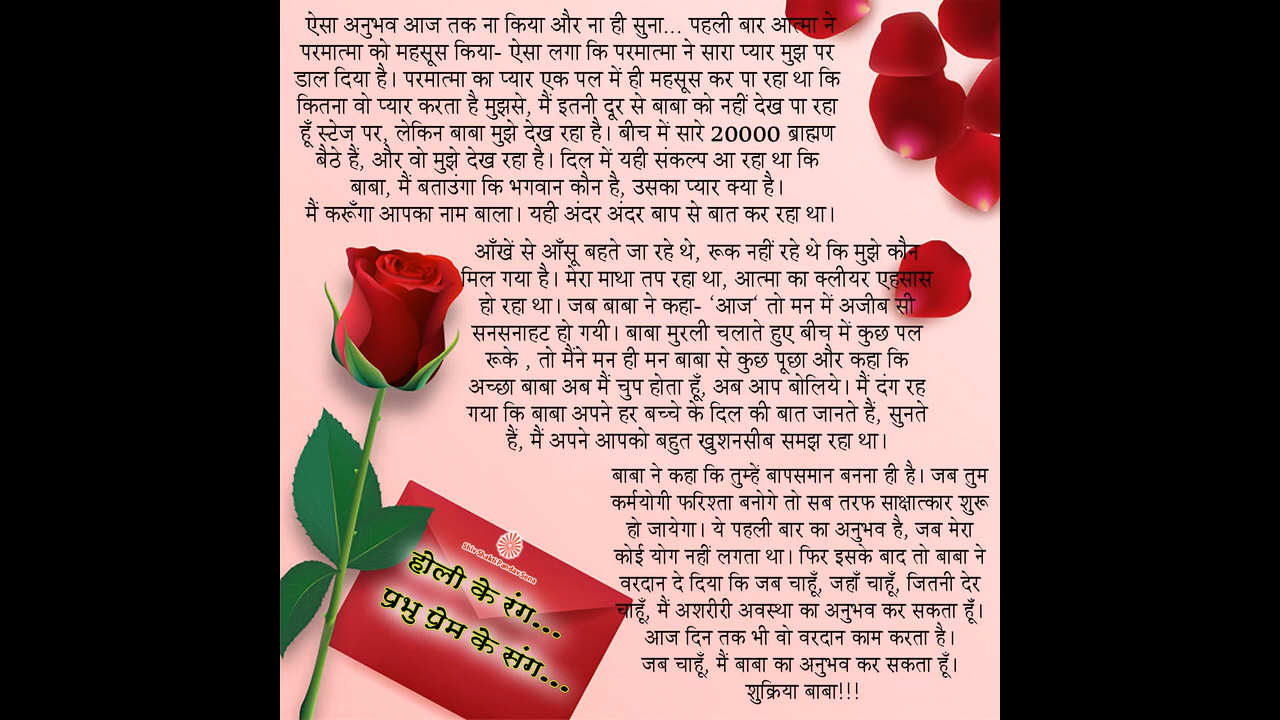 ऐसा अनुभव आज तक ना किया और ना ही सुना... पहली बार आत्मा ने
परमात्मा को महसूस किया- ऐसा लगा कि परमात्मा ने सारा प्यार मुझ पर
डाल दिया है। परमात्मा का प्यार एक पल में ही महसूस कर पा रहा था कि
कितना वो प्यार करता है मुझसे, मैं इतनी दूर से बाबा को नहीं देख पा रहा
हूँ स्टेज पर, लेकिन बाबा मुझे देख रहा है। बीच में सारे 20000 ब्राह्मण
बैठे हैं, और वो मुझे देख रहा है। दिल में यही संकल्प आ रहा था कि
बाबा, मैं बताउंगा कि भगवान कौन है, उसका प्यार क्या है।
मैं करूँगा आपका नाम बाला। यही अंदर अंदर बाप से बात कर रहा था।
आँखें से आँसू बहते जा रहे थे, रूक नहीं रहे थे कि मुझे कौन
मिल गया है। मेरा माथा तप रहा था, आत्मा का क्लीयर एहसास
हो रहा था। जब बाबा ने कहा- ‘आज‘ तो मन में अजीब सी
सनसनाहट हो गयी। बाबा मुरली चलाते हुए बीच में कुछ पल
रूके , तो मैंने मन ही मन बाबा से कुछ पूछा और कहा कि
अच्छा बाबा अब मैं चुप होता हूँ, अब आप बोलिये। मैं दंग रह
गया कि बाबा अपने हर बच्चे के दिल की बात जानते हैं, सुनते
हैं, मैं अपने आपको बहुत खुशनसीब समझ रहा था।
बाबा ने कहा कि तुम्हें बापसमान बनना ही है। जब तुम
कर्मयोगी फरिश्ता बनोगे तो सब तरफ साक्षात्कार शुरू
हो जायेगा। ये पहली बार का अनुभव है, जब मेरा
कोई योग नहीं लगता था। फिर इसके बाद तो बाबा ने
वरदान दे दिया कि जब चाहूँ, जहाँ चाहूँ, जितनी देर
चाहूँ, मैं अशरीरी अवस्था का अनुभव कर सकता हूँ।
आज दिन तक भी वो वरदान काम करता है।
जब चाहूँ, मैं बाबा का अनुभव कर सकता हूँ।
शुक्रिया बाबा!!!
Shiv Shakti Pandav Sena
होली के रंग...
प्रभु प्रेम के संग...